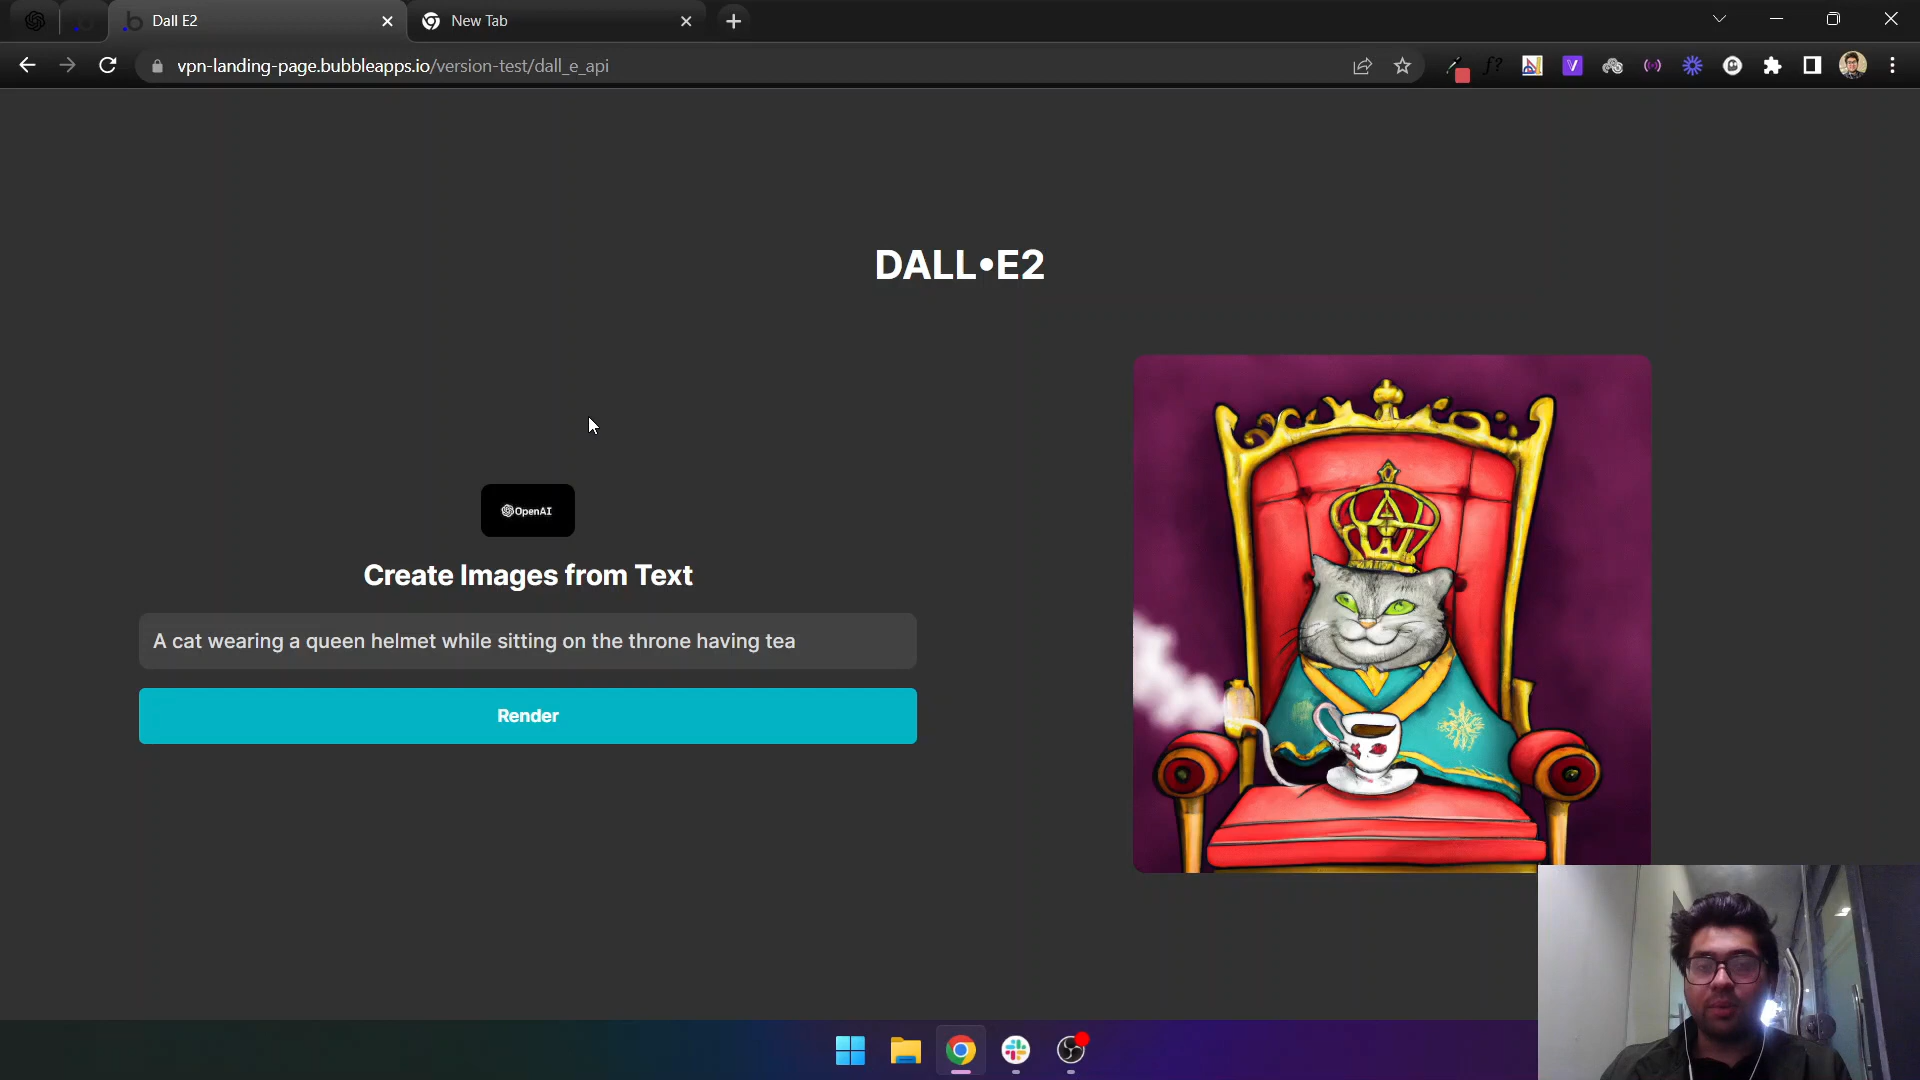 Dall E2
New Tab
vpn-landing-page.bubbleapps.io/version-test/dall_e_api
DALL•E2
OpenAI
Create Images from Text
A cat wearing a queen helmet while sitting on the throne having tea
Render